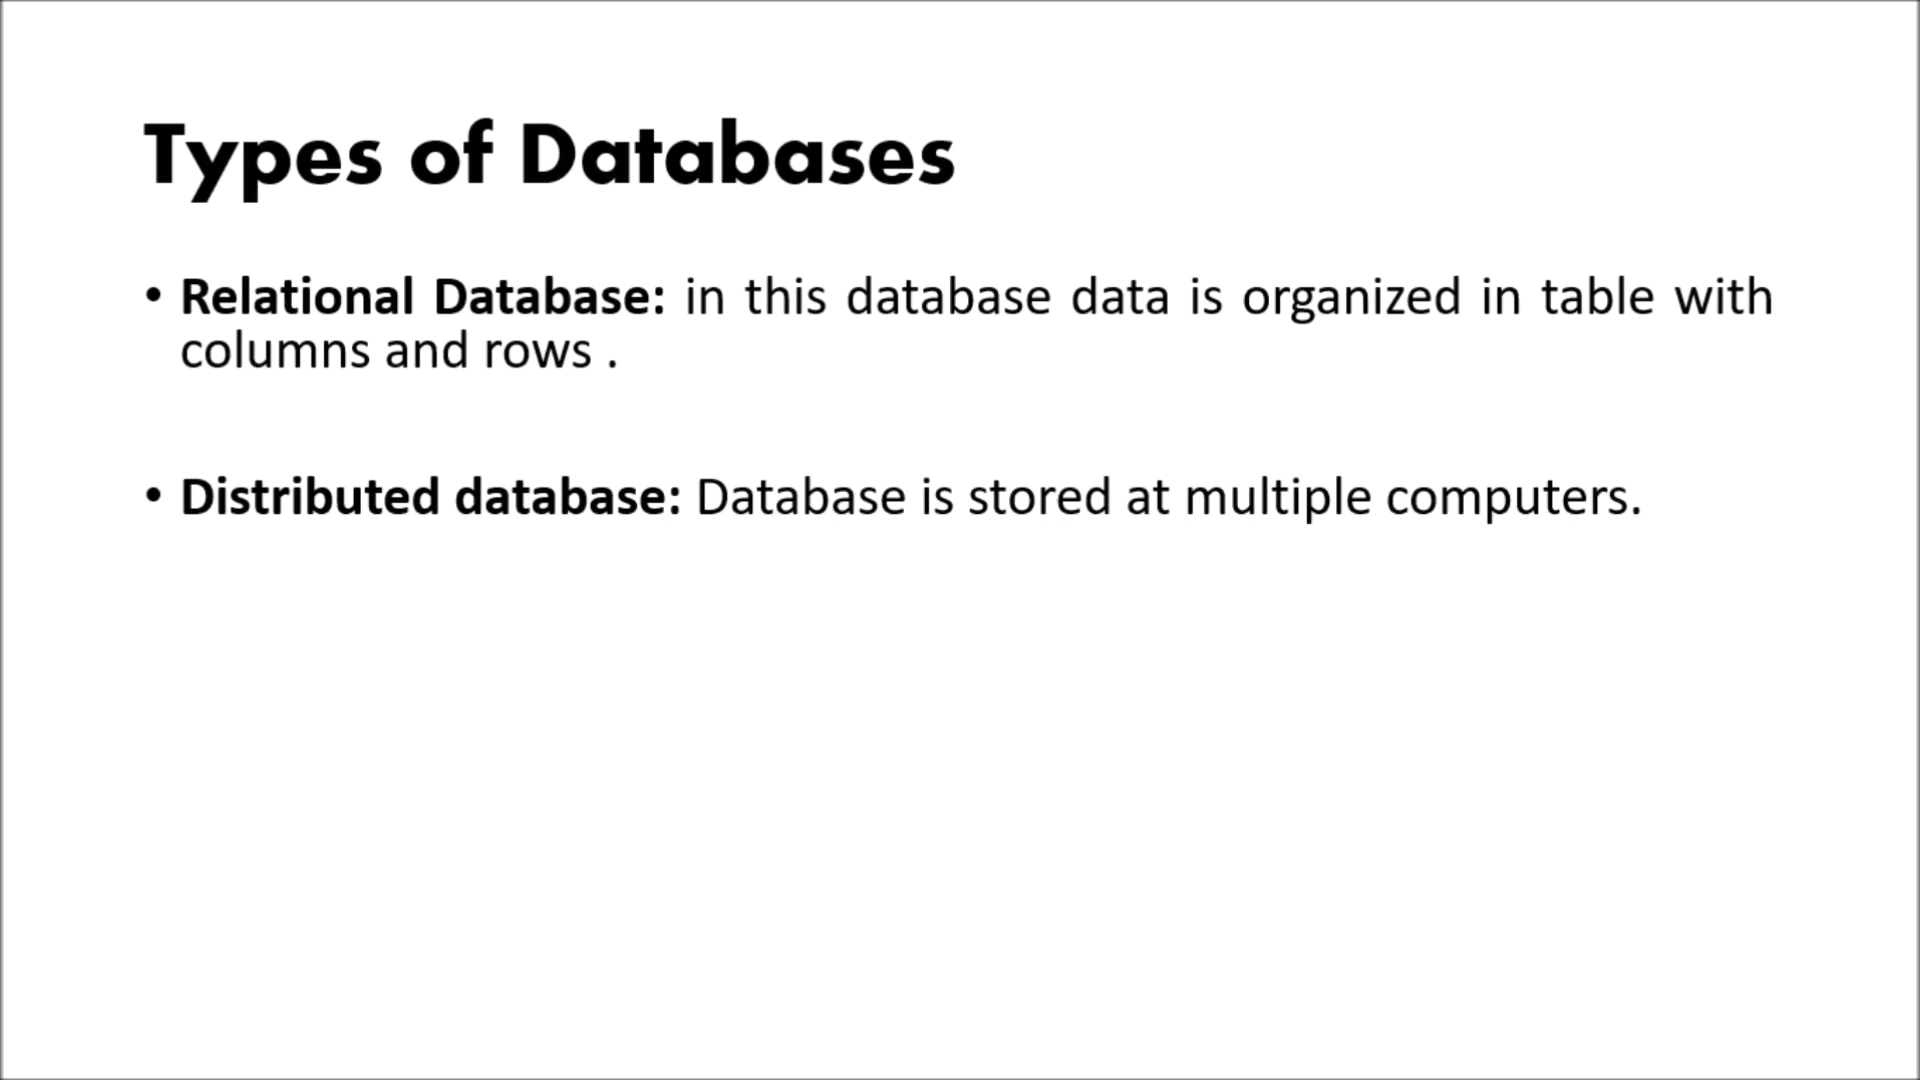 Types of Databases
• Relational Database: in this database data is organized in table with
columns and rows .
• Distributed database: Database is stored at multiple computers.